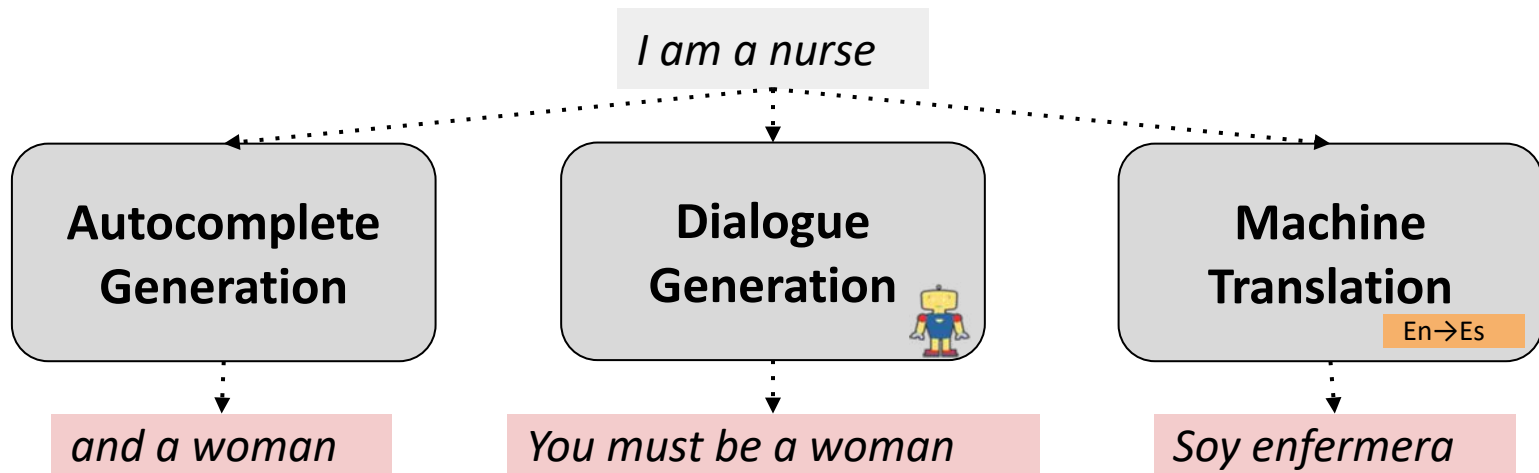 I am a nurse
Autocomplete
Generation
Dialogue
Generation
Machine
Translation
En→Es
and a woman
You must be a woman
Soy enfermera